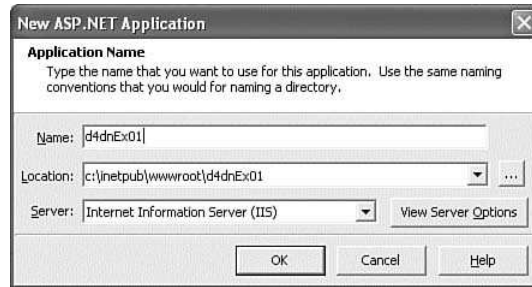 New ASP.NET Application
Application Name
Type the name that you want to use for this application. Use the same naming
conventions that you would for naming a directory.
Name: d4dnEx01
Location: c:\inetpub\wwwroot\d4dnEx01 ...
Server: Internet Information Server (IIS) View Server Options
OK Cancel Help